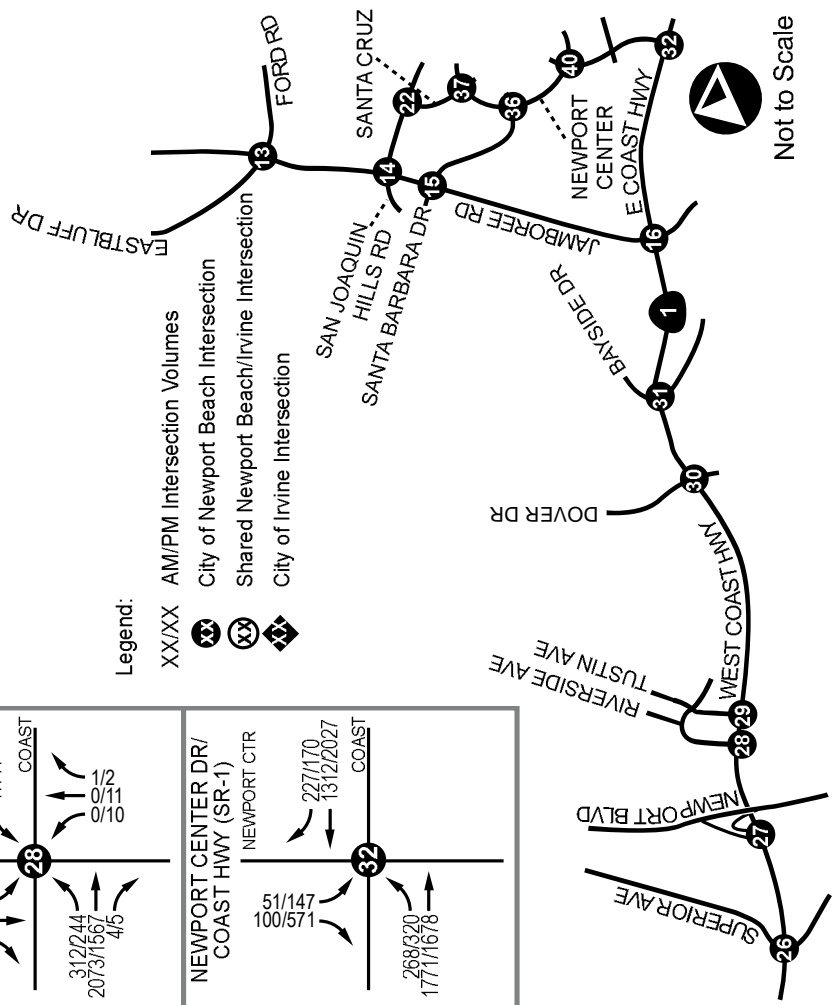 Legend:
XX/XX AM/PM Intersection Volumes
XX City of Newport Beach Intersection
XX Shared Newport Beach/Irvine Intersection
XX City of Irvine Intersection
EASTBLUFF DR
FORD RD
13
SANTA CRUZ
22
14
37
SAN JOAQUIN
HILLS RD
15
36
SANTA BARBARA DR
40
NEWPORT
CENTER
JAMBOREE RD
E COAST HWY
32
16
Not to Scale
BAYSIDE DR
1
31
DOVER DR
30
WEST COAST HWY
TUSTIN AVE
RIVERSIDE AVE
29
28
NEWPORT BLVD
27
SUPERIOR AVE
26
COAST
28
1/2
0/11
0/10
312/244
2073/1567
4/5
NEWPORT CENTER DR/
COAST HWY (SR-1)
NEWPORT CTR
COAST
227/170
1312/2027
51/147
100/571
32
268/320
1771/1678